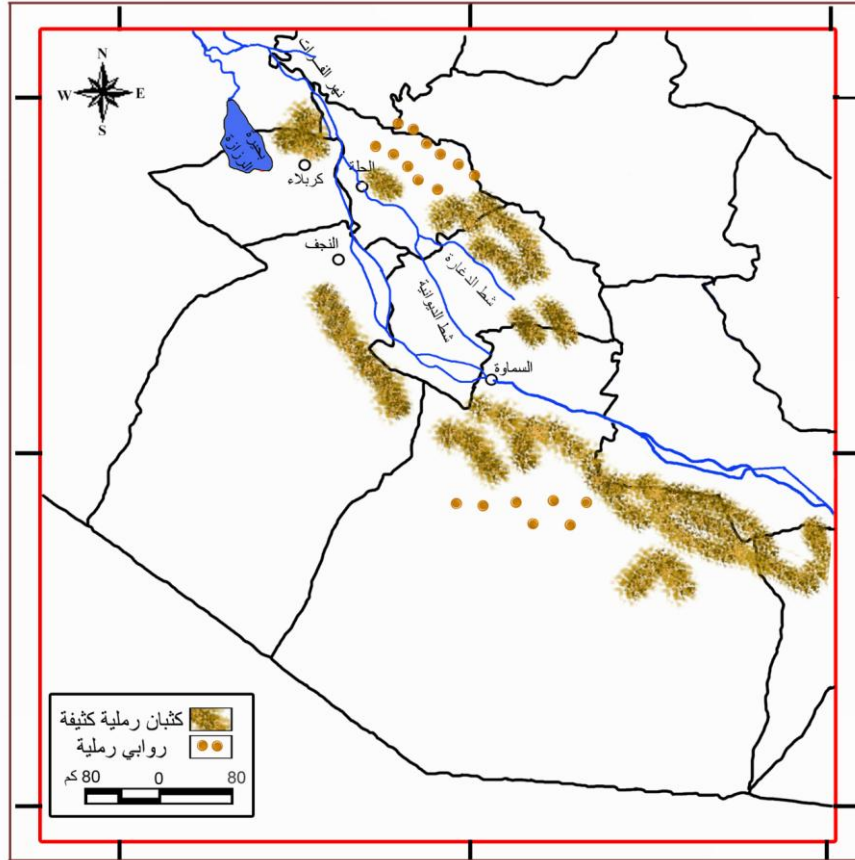 N
W E
S
نهر الفرات
بحيرة
الرزازة
كربلاء
الحلة
النجف
شط الدغارة
شط الديوانية
السماوة
كثبان رملية كثيفة
روابي رملية
80 0 80 كم